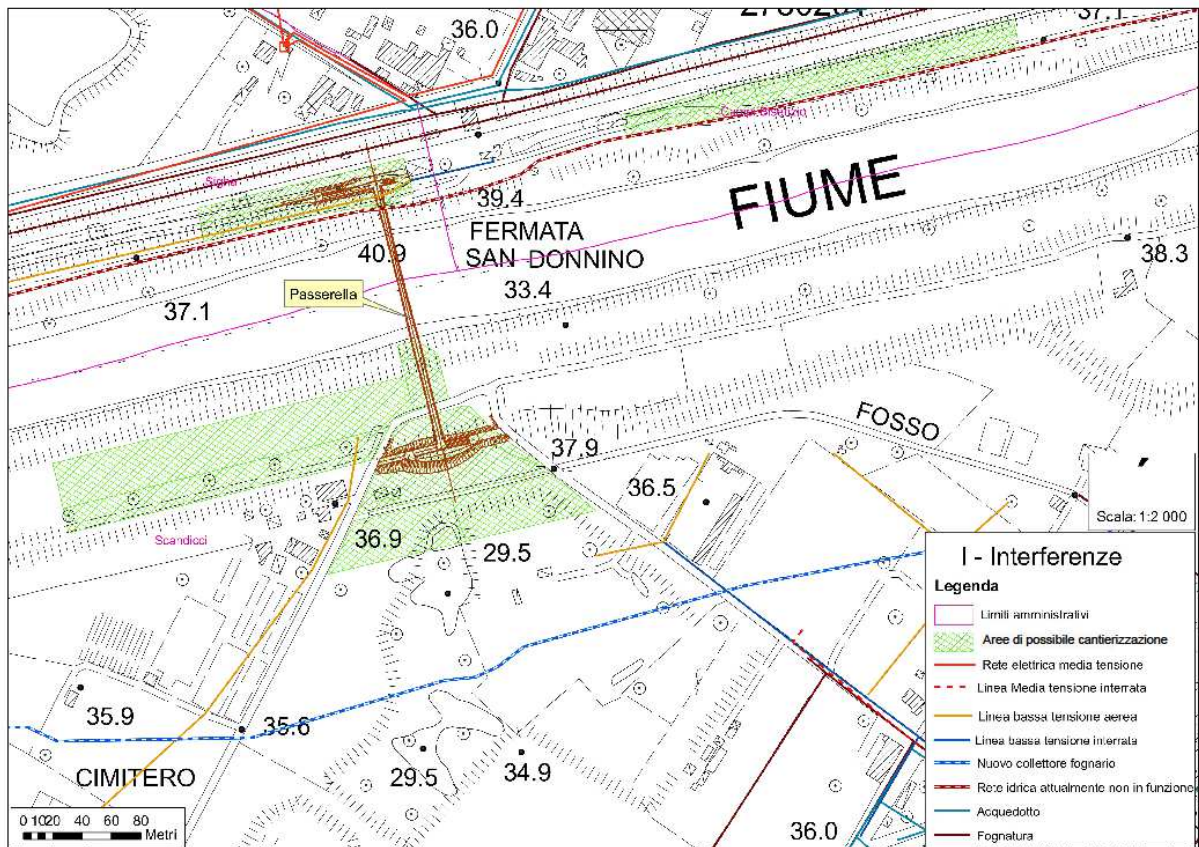 36.0
37.1
Signa
39.4
FIUME
FERMATA
SAN DONNINO
40.9
38.3
Passerella
33.4
37.1
FOSSO
37.9
36.5
Scala: 1:2 000
36.9
29.5
Scandicci
I - Interferenze
Legenda
Limiti amministrativi
Aree di possibile cantierizzazione
Rete elettrica media tensione
Linea Media tensione interrata
Linea bassa tensione aerea
Linea bassa tensione interrata
Nuovo collettore fognario
Rete idrica attualmente non in funzione
Acquedotto
Fognatura
35.9
35.6
CIMITERO
29.5
34.9
36.0
0 10 20 40 60 80
Metri